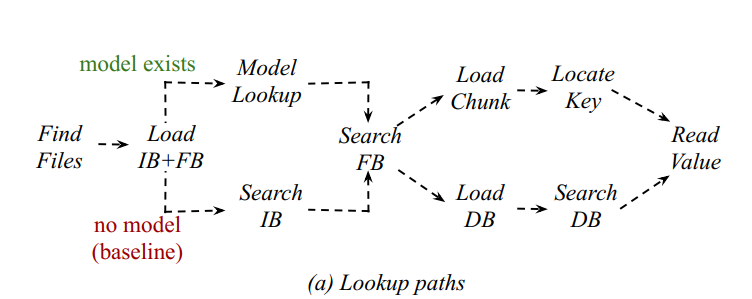 model exists
Model
Lookup
Load
Chunk
Locate
Key
Find
Files
Load
IB+FB
Search
FB
Read
Value
no model
(baseline)
Search
IB
Load
DB
Search
DB
(a) Lookup paths